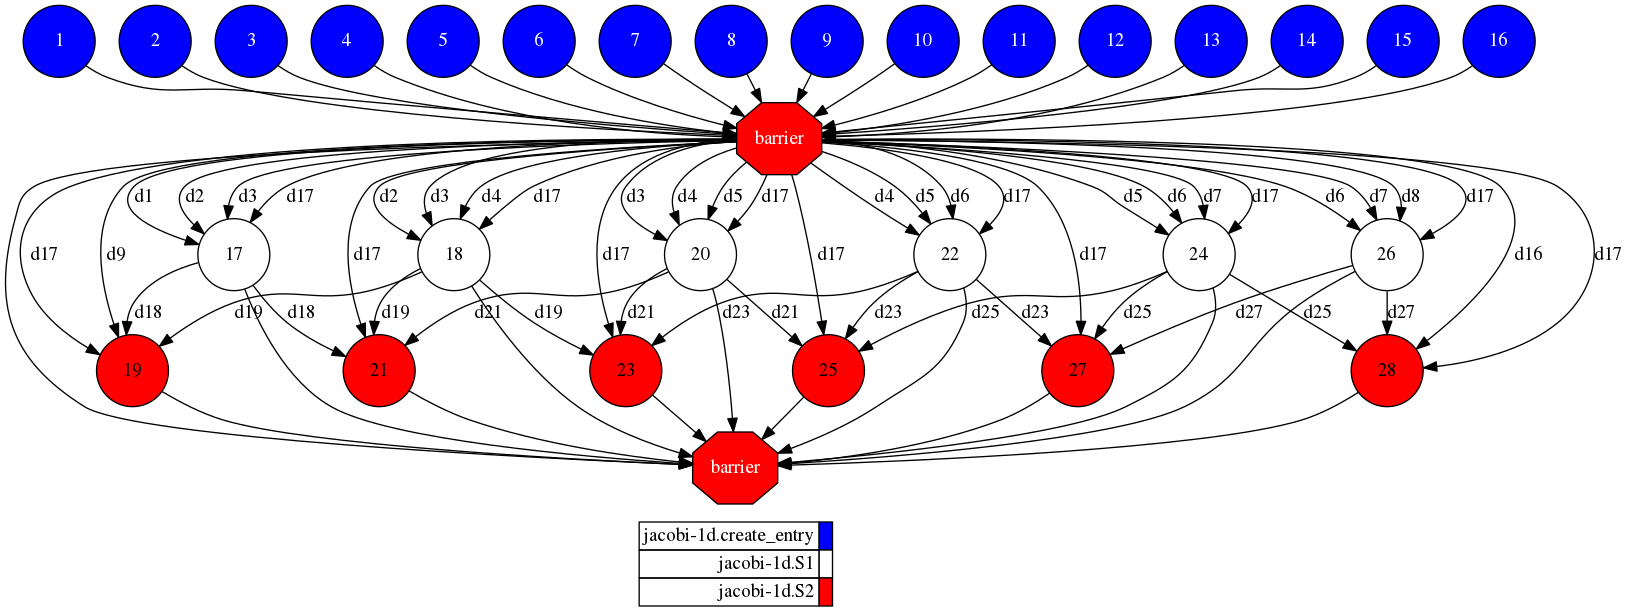 1 2 3 4 5 6 7 8 9 10 11 12 13 14 15 16
barrier
d1 d2 d3 d17 d2 d3 d4 d17 d3 d4 d5 d17 d4 d5 d6 d17 d5 d6 d7 d17 d6 d7 d8 d17
d17 d9 17 d17 18 d17 20 d17 22 d17 24 26 d16 d17
d18 d19 d18 d19 d21 d19 d21 d23 d21 d23 d25 d23 d25 d27 d25 d27
19 21 23 25 27 28
barrier
jacobi-1d.create_entry
jacobi-1d.S1
jacobi-1d.S2